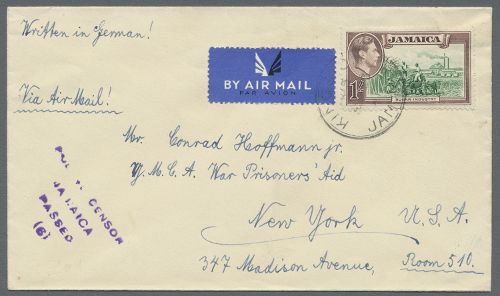 Written in German!
JAMAICA
1/-
SUGAR INDUSTRY
BY AIR MAIL
PAR AVION
JAMA
Via Air Mail!
Mr. Conrad Hoffmann jr.
Y.M.C.A. War Prisoners' Aid
New York U.S.A.
347 Madison Avenue, Room 510.
CENSOR
JAMAICA
PASSED
(6)